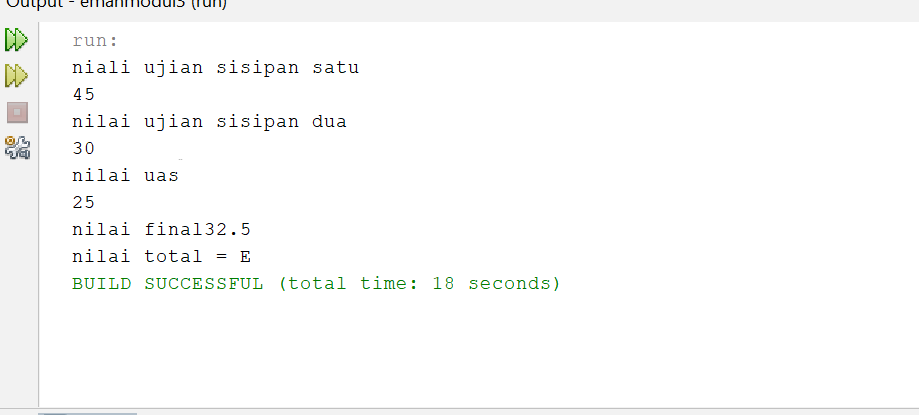 Output - emanmodul3 (run)
run:
niali ujian sisipan satu
45
nilai ujian sisipan dua
30
nilai uas
25
nilai final32.5
nilai total = E
BUILD SUCCESSFUL (total time: 18 seconds)